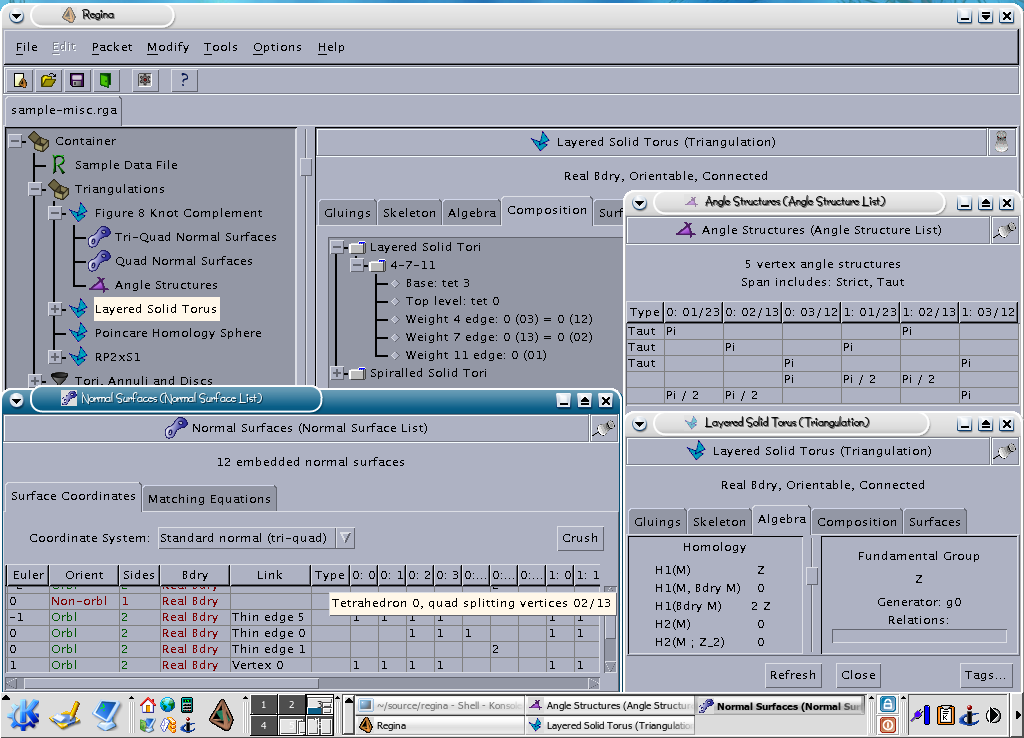 Regina
File Edit Packet Modify Tools Options Help
?
sample-misc.rga
Container
Sample Data File
Triangulations
Figure 8 Knot Complement
Tri-Quad Normal Surfaces
Quad Normal Surfaces
Angle Structures
Layered Solid Torus
Poincare Homology Sphere
RP2xS1
Tori, Annuli and Discs
Layered Solid Torus (Triangulation)
Real Bdry, Orientable, Connected
Gluings Skeleton Algebra Composition Surf
Layered Solid Tori
4-7-11
Base: tet 3
Top level: tet 0
Weight 4 edge: 0 (03) = 0 (12)
Weight 7 edge: 0 (13) = 0 (02)
Weight 11 edge: 0 (01)
Spiralled Solid Tori
Angle Structures (Angle Structure List)
Angle Structures (Angle Structure List)
5 vertex angle structures
Span includes: Strict, Taut
Type 0: 01/23 0: 02/13 0: 03/12 1: 01/23 1: 02/13 1: 03/12
Taut Pi Pi
Taut Pi Pi
Taut Pi Pi
Pi Pi / 2 Pi / 2
Pi / 2 Pi / 2 Pi
Normal Surfaces (Normal Surface List)
Normal Surfaces (Normal Surface List)
12 embedded normal surfaces
Surface Coordinates Matching Equations
Coordinate System: Standard normal (tri-quad) Crush
Euler Orient Sides Bdry Link Type 0: 0 0: 1 0: 2 0: 3 0:... 0:... 0:... 1: 0 1: 1
-2 Orbl 2 Real Bdry 2
0 Non-orbl 1 Real Bdry
Tetrahedron 0, quad splitting vertices 02/13
-1 Orbl 2 Real Bdry Thin edge 5 1 1 1 1 1 1
0 Orbl 2 Real Bdry Thin edge 0 1 1 1 1 1
0 Orbl 2 Real Bdry Thin edge 1 2
1 Orbl 2 Real Bdry Vertex 0 1 1 1 1 1 1
Layered Solid Torus (Triangulation)
Layered Solid Torus (Triangulation)
Real Bdry, Orientable, Connected
Gluings Skeleton Algebra Composition Surfaces
Homology
H1(M) Z
H1(M, Bdry M) 0
H1(Bdry M) 2 Z
H2(M) 0
H2(M ; Z_2) 0
Fundamental Group
Z
Generator: g0
Relations:
Refresh Close Tags...
1 2
4
~/source/regina - Shell - Konsole
Regina
Angle Structures (Angle Structur
Layered Solid Torus (Triangulatio
Normal Surfaces (Normal Surf